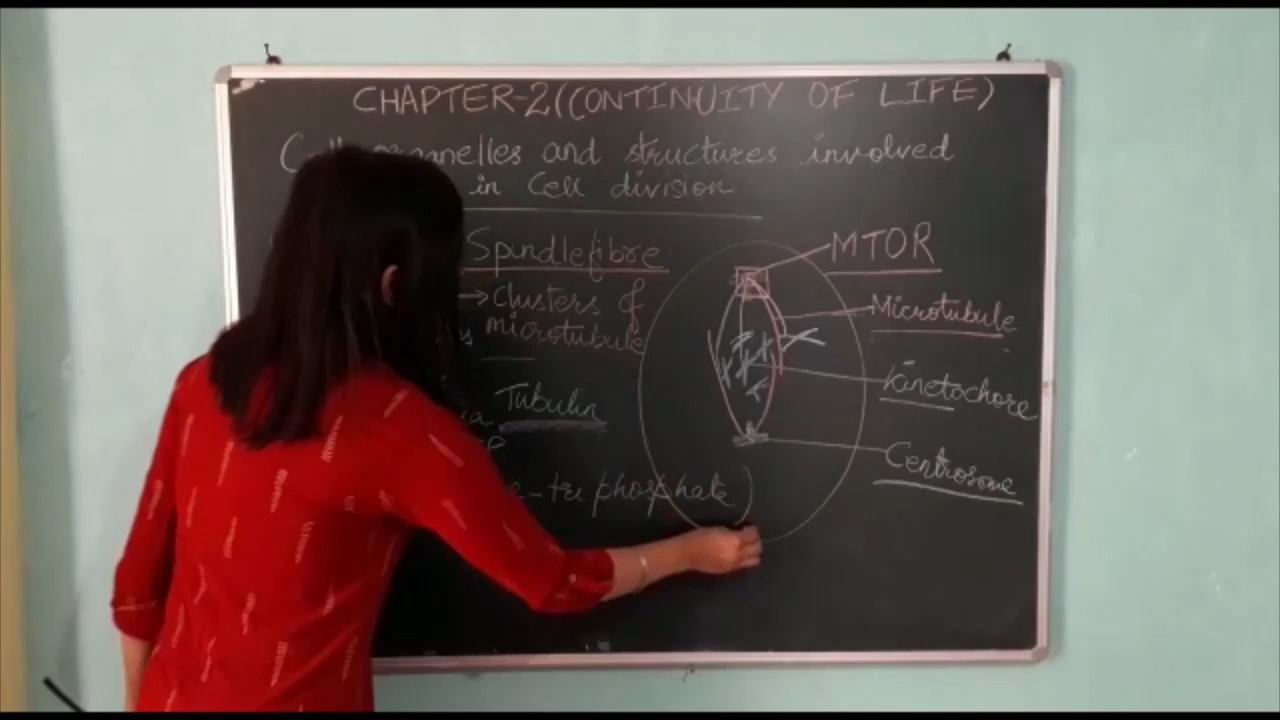 CHAPTER-2 (CONTINUITY OF LIFE)
organelles and structures involved
in Cell division
Spindlefibre
→ Clusters of
microtubule
Tubulin
e-tri phosphate)
MTOR
Microtubule
kinetochore
Centrosome